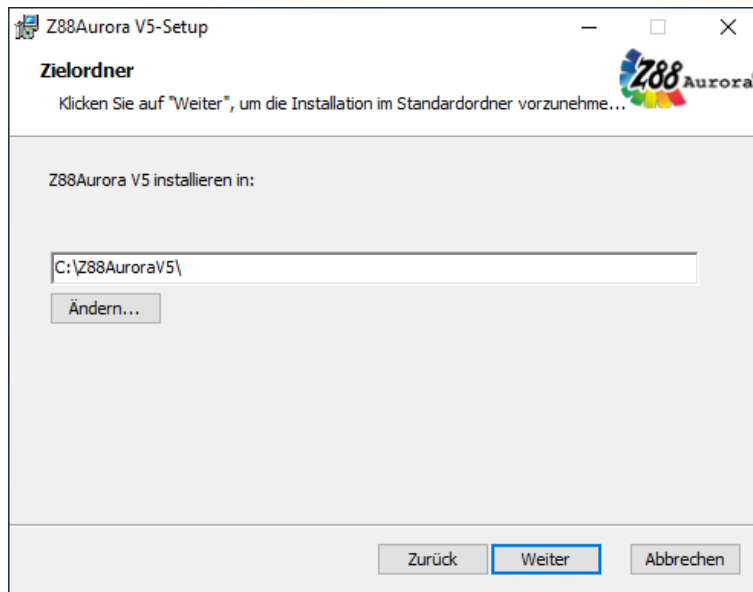 Z88Aurora V5-Setup
Zielordner
Klicken Sie auf "Weiter", um die Installation im Standardordner vorzunehme...
Z88Aurora
Z88Aurora V5 installieren in:
C:\Z88AuroraV5\
Ändern...
Zurück
Weiter
Abbrechen